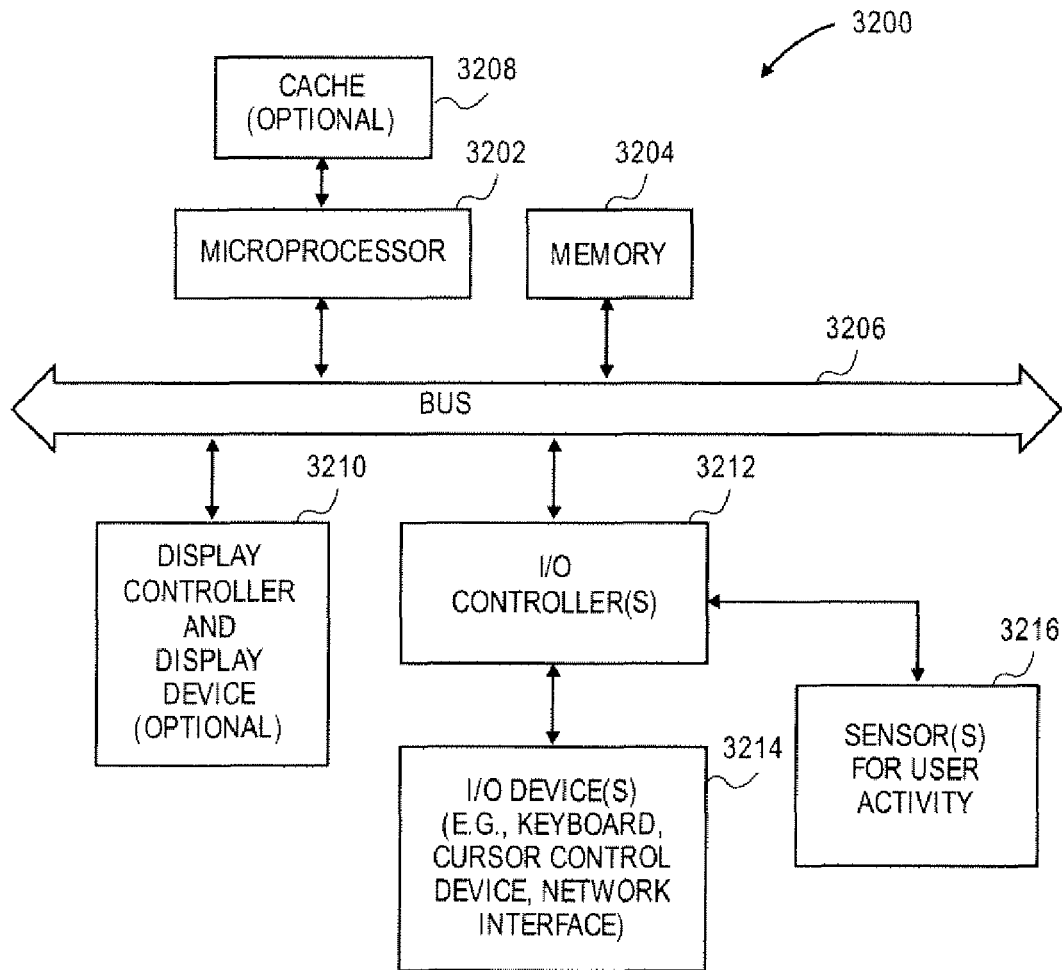 3200
3208
CACHE
(OPTIONAL)
3202
MICROPROCESSOR
3204
MEMORY
3206
BUS
3210
DISPLAY
CONTROLLER
AND
DISPLAY
DEVICE
(OPTIONAL)
3212
I/O
CONTROLLER(S)
3216
SENSOR(S)
FOR USER
ACTIVITY
3214
I/O DEVICE(S)
(E.G., KEYBOARD,
CURSOR CONTROL
DEVICE, NETWORK
INTERFACE)